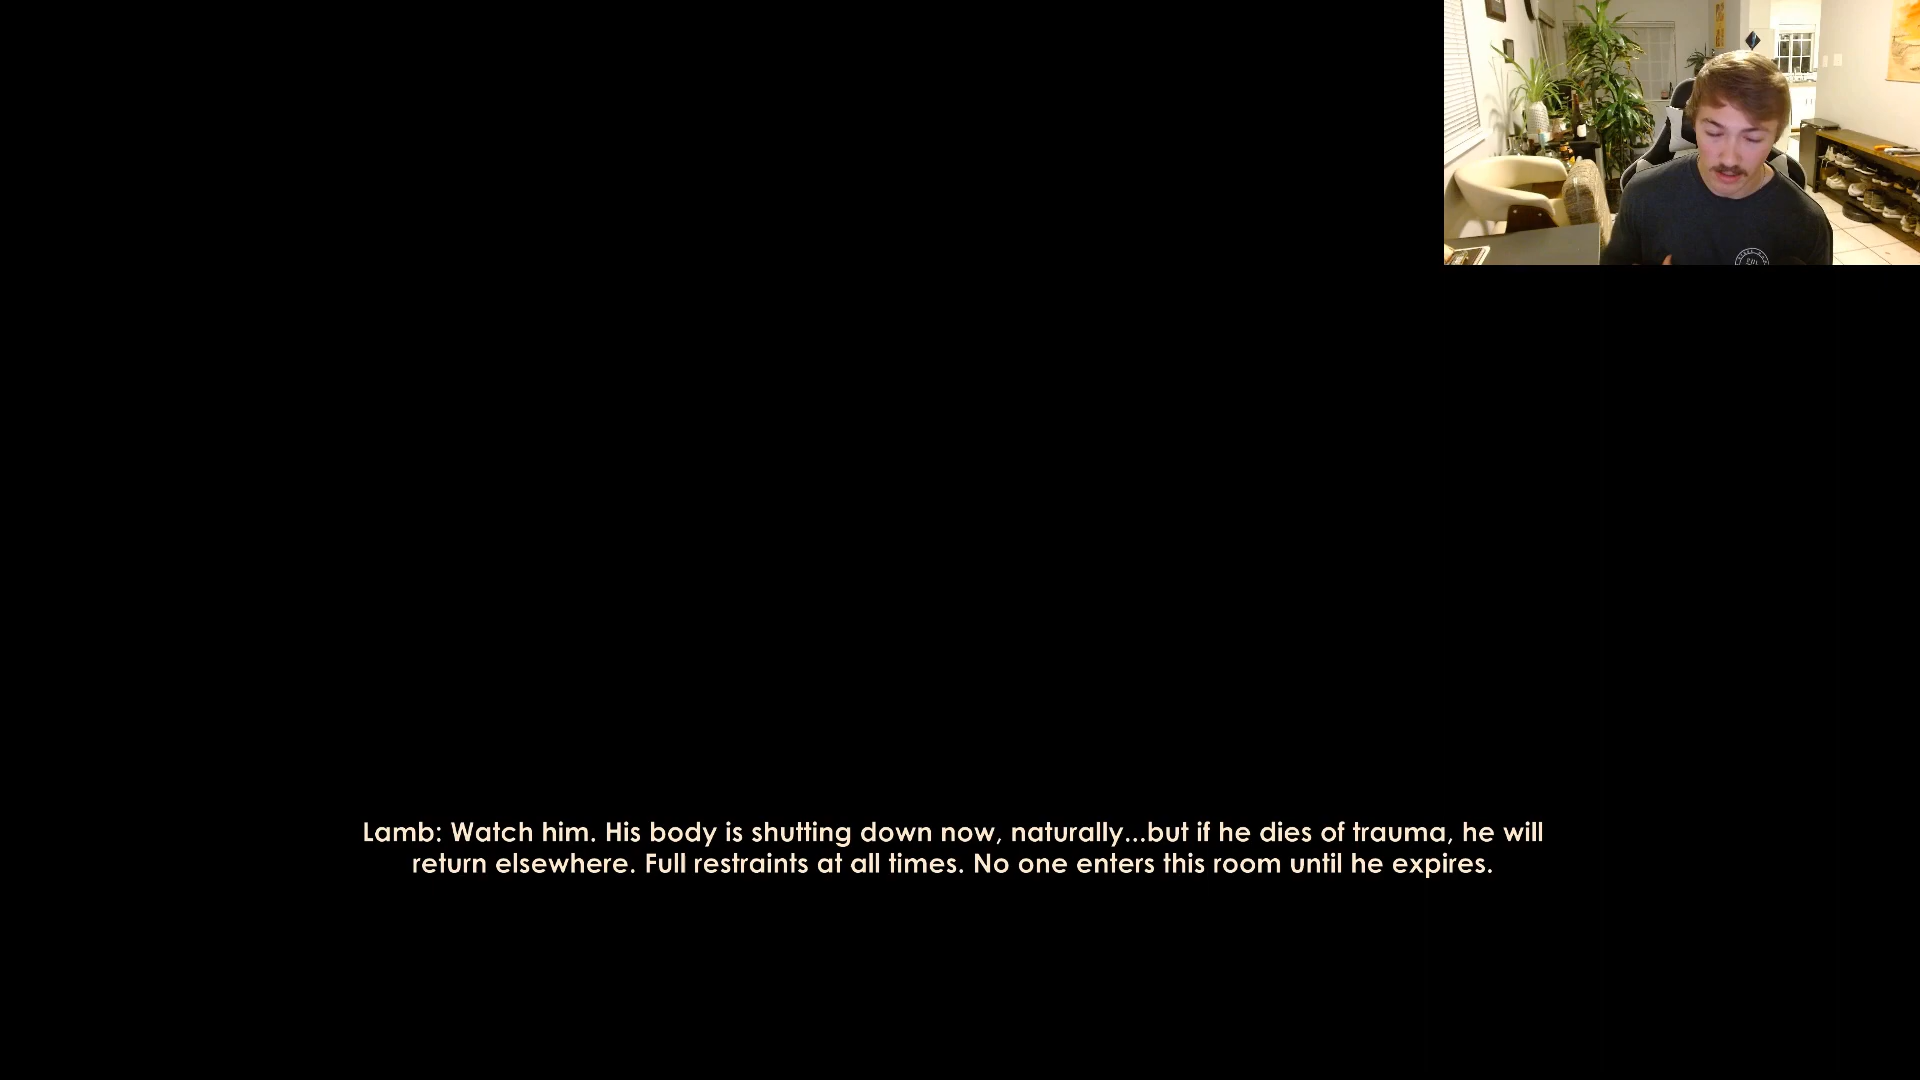 Lamb: Watch him. His body is shutting down now, naturally...but if he dies of trauma, he will
return elsewhere. Full restraints at all times. No one enters this room until he expires.